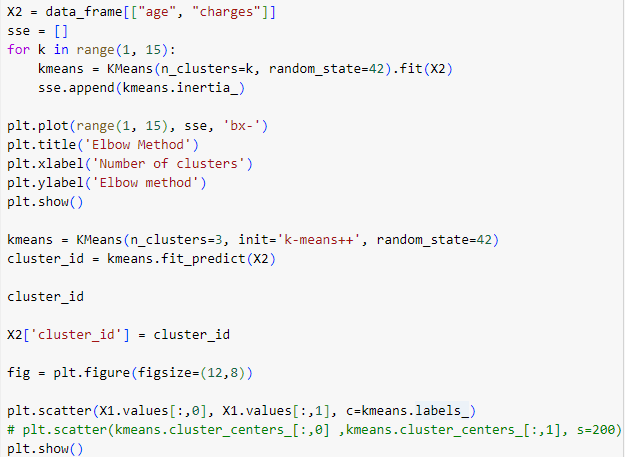 X2 = data_frame[["age", "charges"]]
sse = []
for k in range(1, 15):
    kmeans = KMeans(n_clusters=k, random_state=42).fit(X2)
    sse.append(kmeans.inertia_)

plt.plot(range(1, 15), sse, 'bx-')
plt.title('Elbow Method')
plt.xlabel('Number of clusters')
plt.ylabel('Elbow method')
plt.show()

kmeans = KMeans(n_clusters=3, init='k-means++', random_state=42)
cluster_id = kmeans.fit_predict(X2)

cluster_id

X2['cluster_id'] = cluster_id

fig = plt.figure(figsize=(12,8))

plt.scatter(X1.values[:,0], X1.values[:,1], c=kmeans.labels_)
# plt.scatter(kmeans.cluster_centers_[:,0] ,kmeans.cluster_centers_[:,1], s=200)
plt.show()